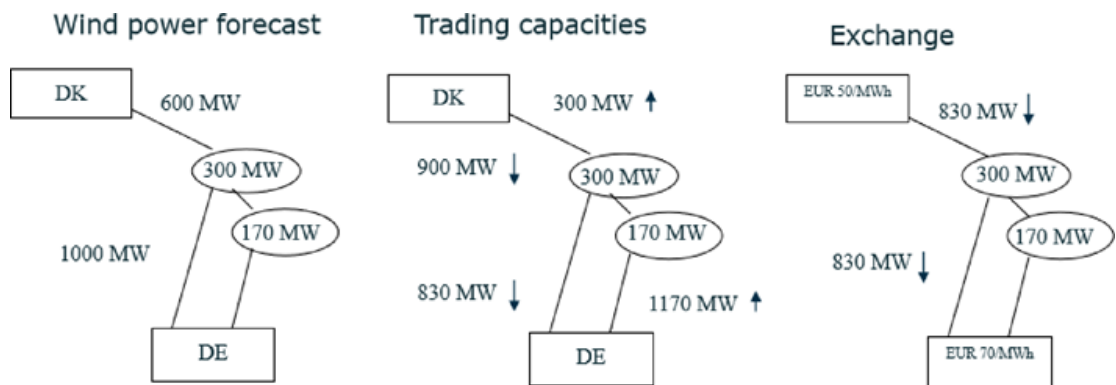 Wind power forecast
DK
600 MW
300 MW
170 MW
1000 MW
DE
Trading capacities
DK
300 MW
900 MW
300 MW
170 MW
830 MW
1170 MW
DE
Exchange
EUR 50/MWh
830 MW
300 MW
170 MW
830 MW
EUR 70/MWh